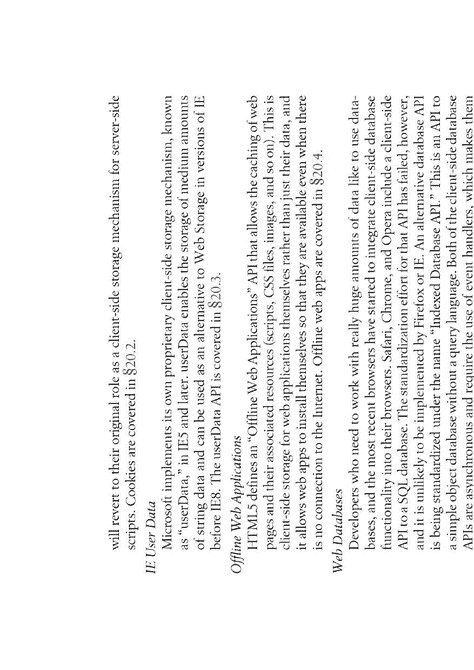 will revert to their original role as a client-side storage mechanism for server-side
scripts. Cookies are covered in §20.2.
IE User Data
Microsoft implements its own proprietary client-side storage mechanism, known
as “userData,” in IE5 and later. userData enables the storage of medium amounts
of string data and can be used as an alternative to Web Storage in versions of IE
before IE8. The userData API is covered in §20.3.
Offline Web Applications
HTML5 defines an “Offline Web Applications” API that allows the caching of web
pages and their associated resources (scripts, CSS files, images, and so on). This is
client-side storage for web applications themselves rather than just their data, and
it allows web apps to install themselves so that they are available even when there
is no connection to the Internet. Offline web apps are covered in §20.4.
Web Databases
Developers who need to work with really huge amounts of data like to use data-
bases, and the most recent browsers have started to integrate client-side database
functionality into their browsers. Safari, Chrome, and Opera include a client-side
API to a SQL database. The standardization effort for that API has failed, however,
and it is unlikely to be implemented by Firefox or IE. An alternative database API
is being standardized under the name “Indexed Database API.” This is an API to
a simple object database without a query language. Both of the client-side database
APIs are asynchronous and require the use of event handlers, which makes them